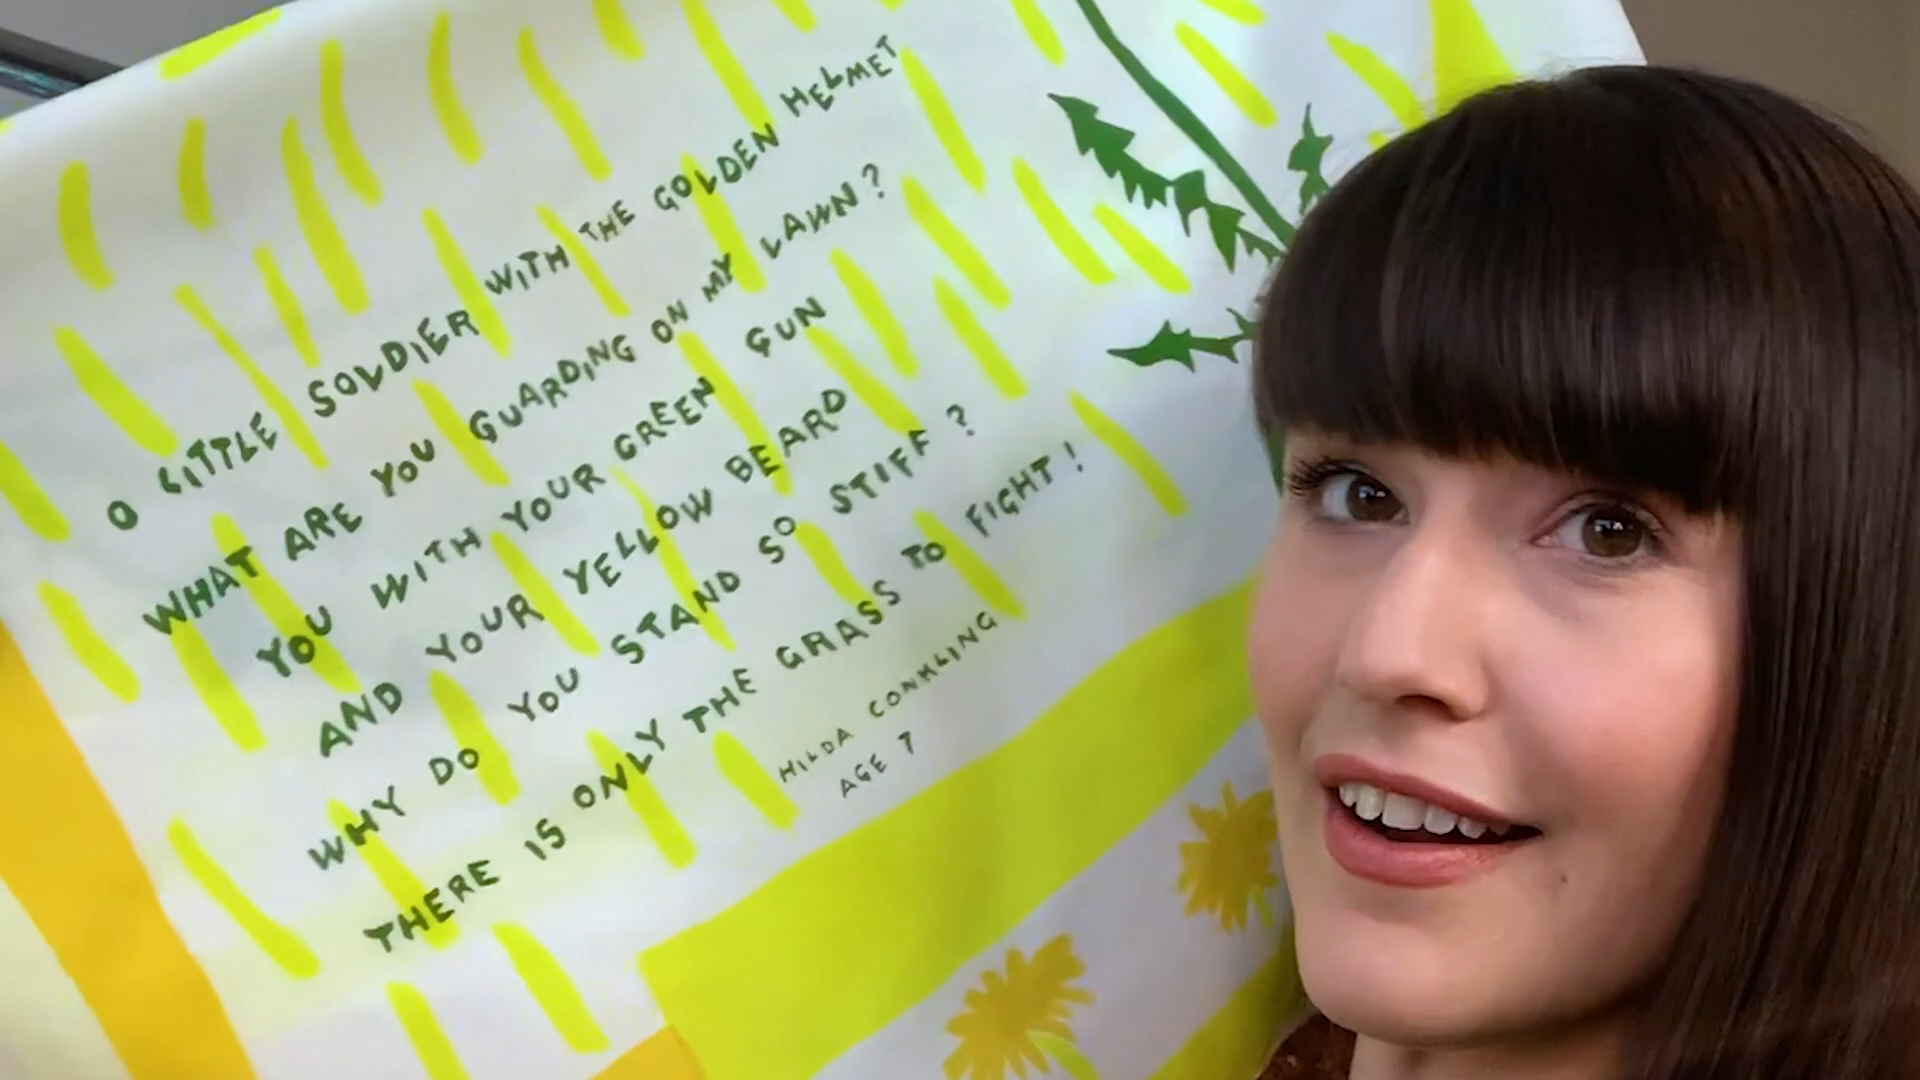 O LITTLE SOLDIER WITH THE GOLDEN HELMET
WHAT ARE YOU GUARDING ON MY LAWN?
YOU WITH YOUR GREEN GUN
AND YOUR YELLOW BEARD
WHY DO YOU STAND SO STIFF?
THERE IS ONLY THE GRASS TO FIGHT!
HILDA CONKLING
AGE 7